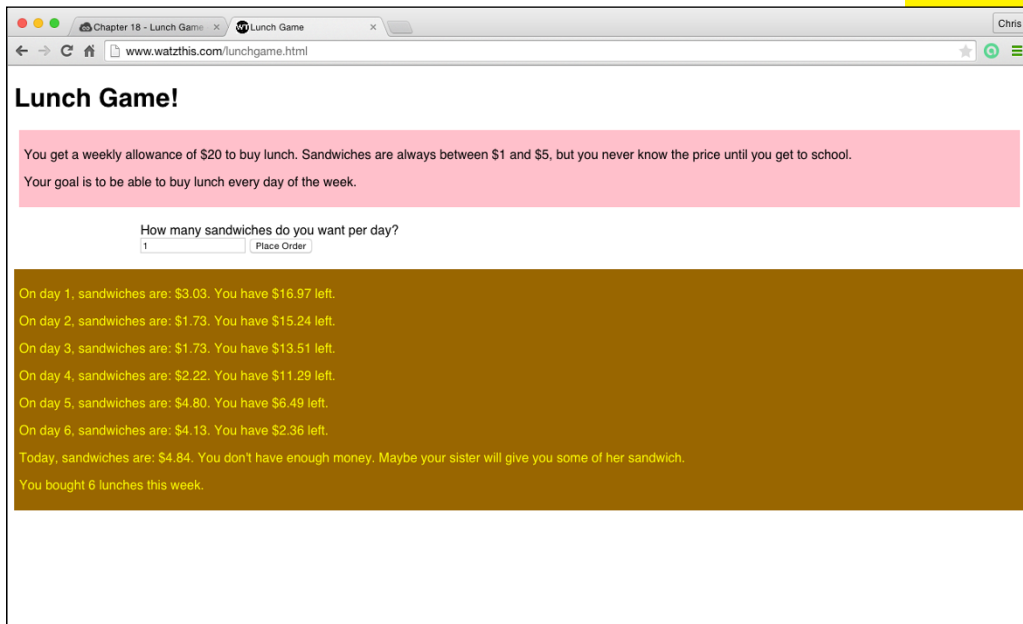 Chapter 18 - Lunch Game
WT Lunch Game
Chris
www.watzthis.com/lunchgame.html
Lunch Game!
You get a weekly allowance of $20 to buy lunch. Sandwiches are always between $1 and $5, but you never know the price until you get to school.
Your goal is to be able to buy lunch every day of the week.
How many sandwiches do you want per day?
1 Place Order
On day 1, sandwiches are: $3.03. You have $16.97 left.
On day 2, sandwiches are: $1.73. You have $15.24 left.
On day 3, sandwiches are: $1.73. You have $13.51 left.
On day 4, sandwiches are: $2.22. You have $11.29 left.
On day 5, sandwiches are: $4.80. You have $6.49 left.
On day 6, sandwiches are: $4.13. You have $2.36 left.
Today, sandwiches are: $4.84. You don't have enough money. Maybe your sister will give you some of her sandwich.
You bought 6 lunches this week.